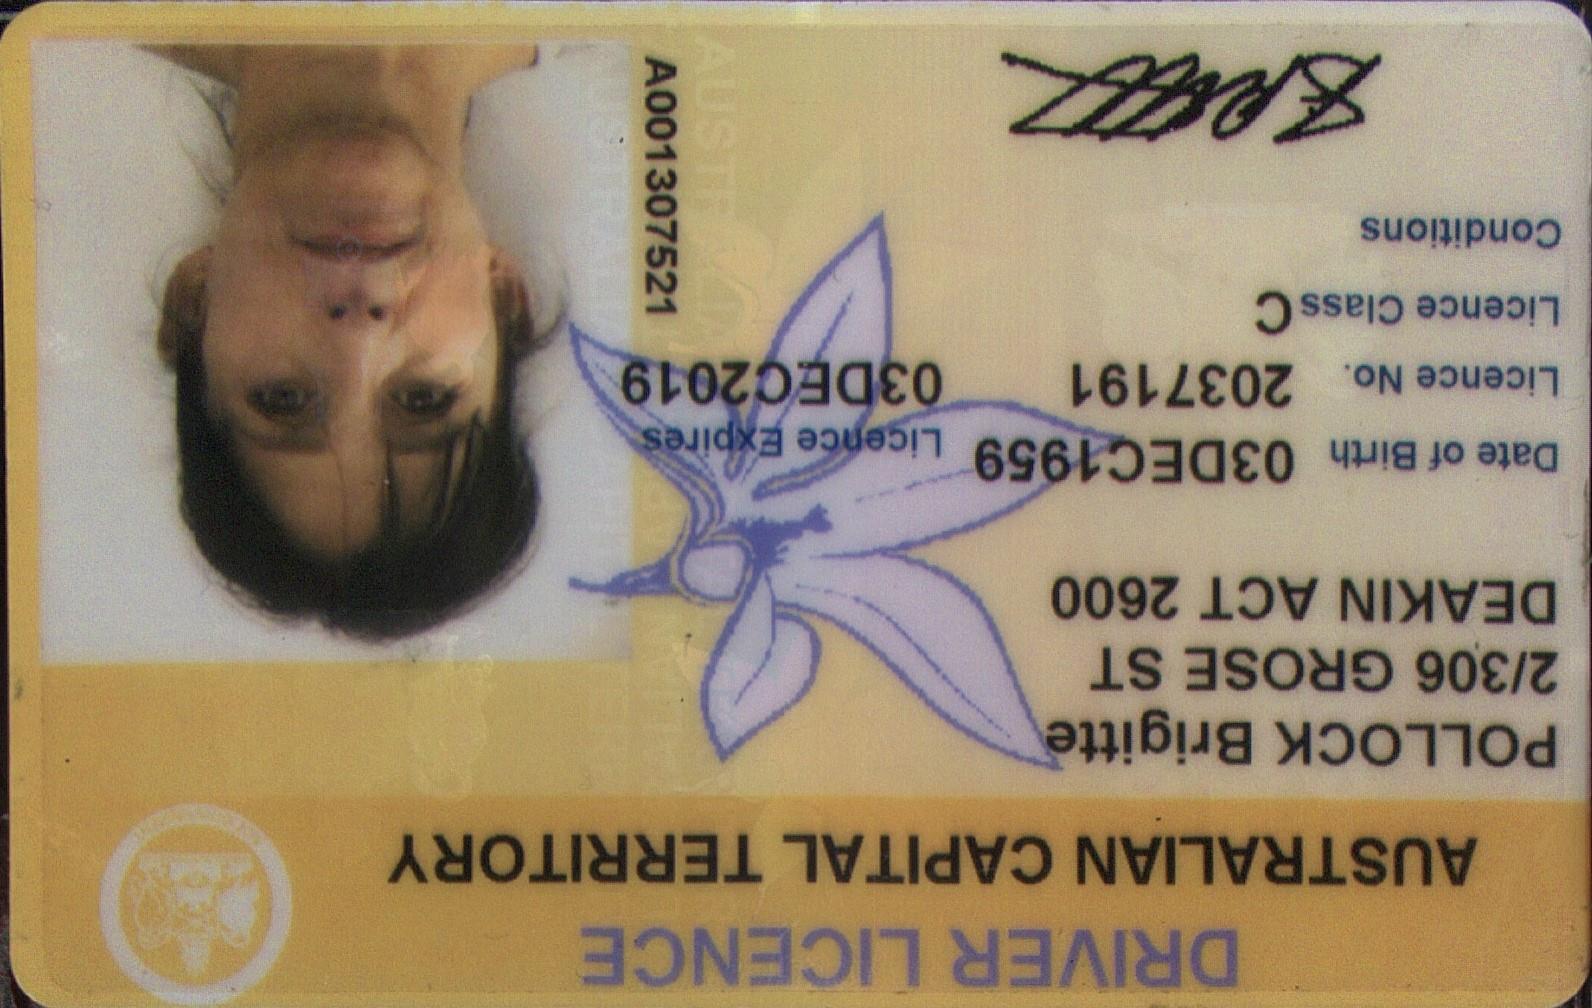 DRIVER LICENCE
AUSTRALIAN CAPITAL TERRITORY
POLLOCK Brigitte
2/306 GROSE ST
DEAKIN ACT 2600
Date of Birth 03DEC1959
Licence Expires
Licence No. 2037191 03DEC2019
Licence Class C
Conditions
A001307521